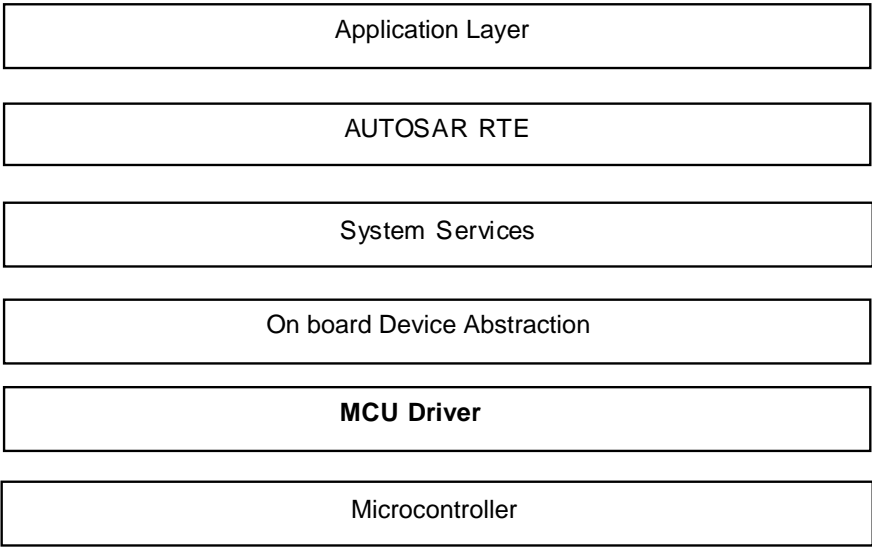 Application Layer
AUTOSAR RTE
System Services
On board Device Abstraction
MCU Driver
Microcontroller